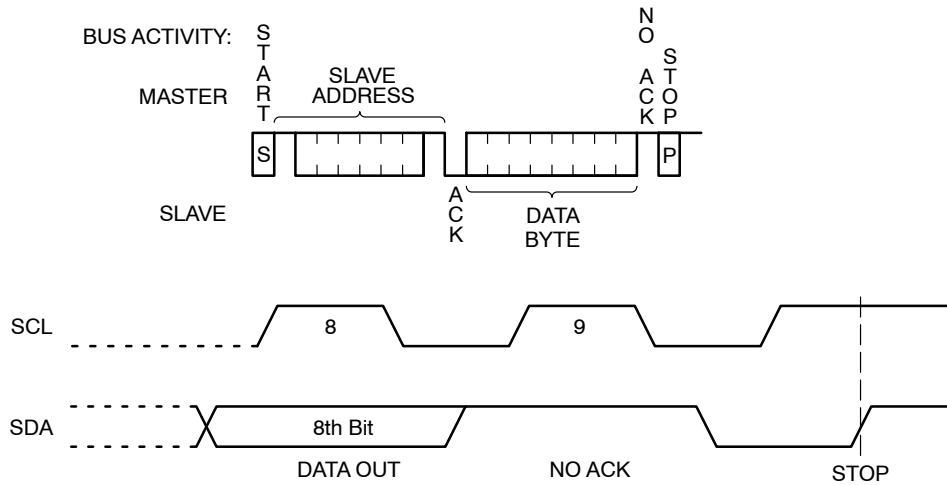 BUS ACTIVITY:
START
NO ACK
STOP
MASTER
SLAVE
ADDRESS
S
P
SLAVE
ACK
DATA
BYTE
SCL
8
9
SDA
8th Bit
DATA OUT
NO ACK
STOP